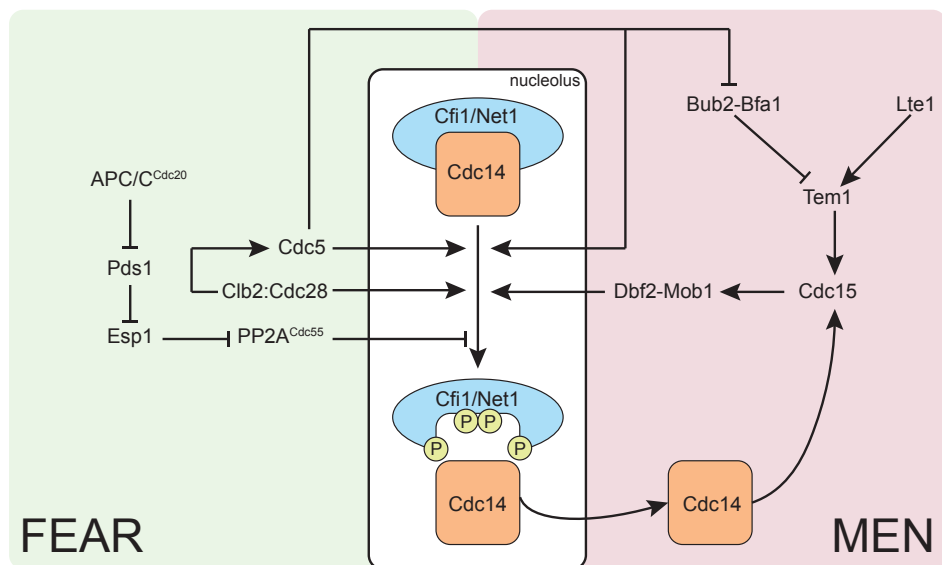 nucleolus
Cfi1/Net1
Cdc14
Bub2-Bfa1
Lte1
APC/CCdc20
Tem1
Cdc5
Pds1
Clb2:Cdc28
Dbf2-Mob1
Cdc15
Esp1
PP2ACdc55
Cfi1/Net1
P P
P P
Cdc14
Cdc14
FEAR
MEN